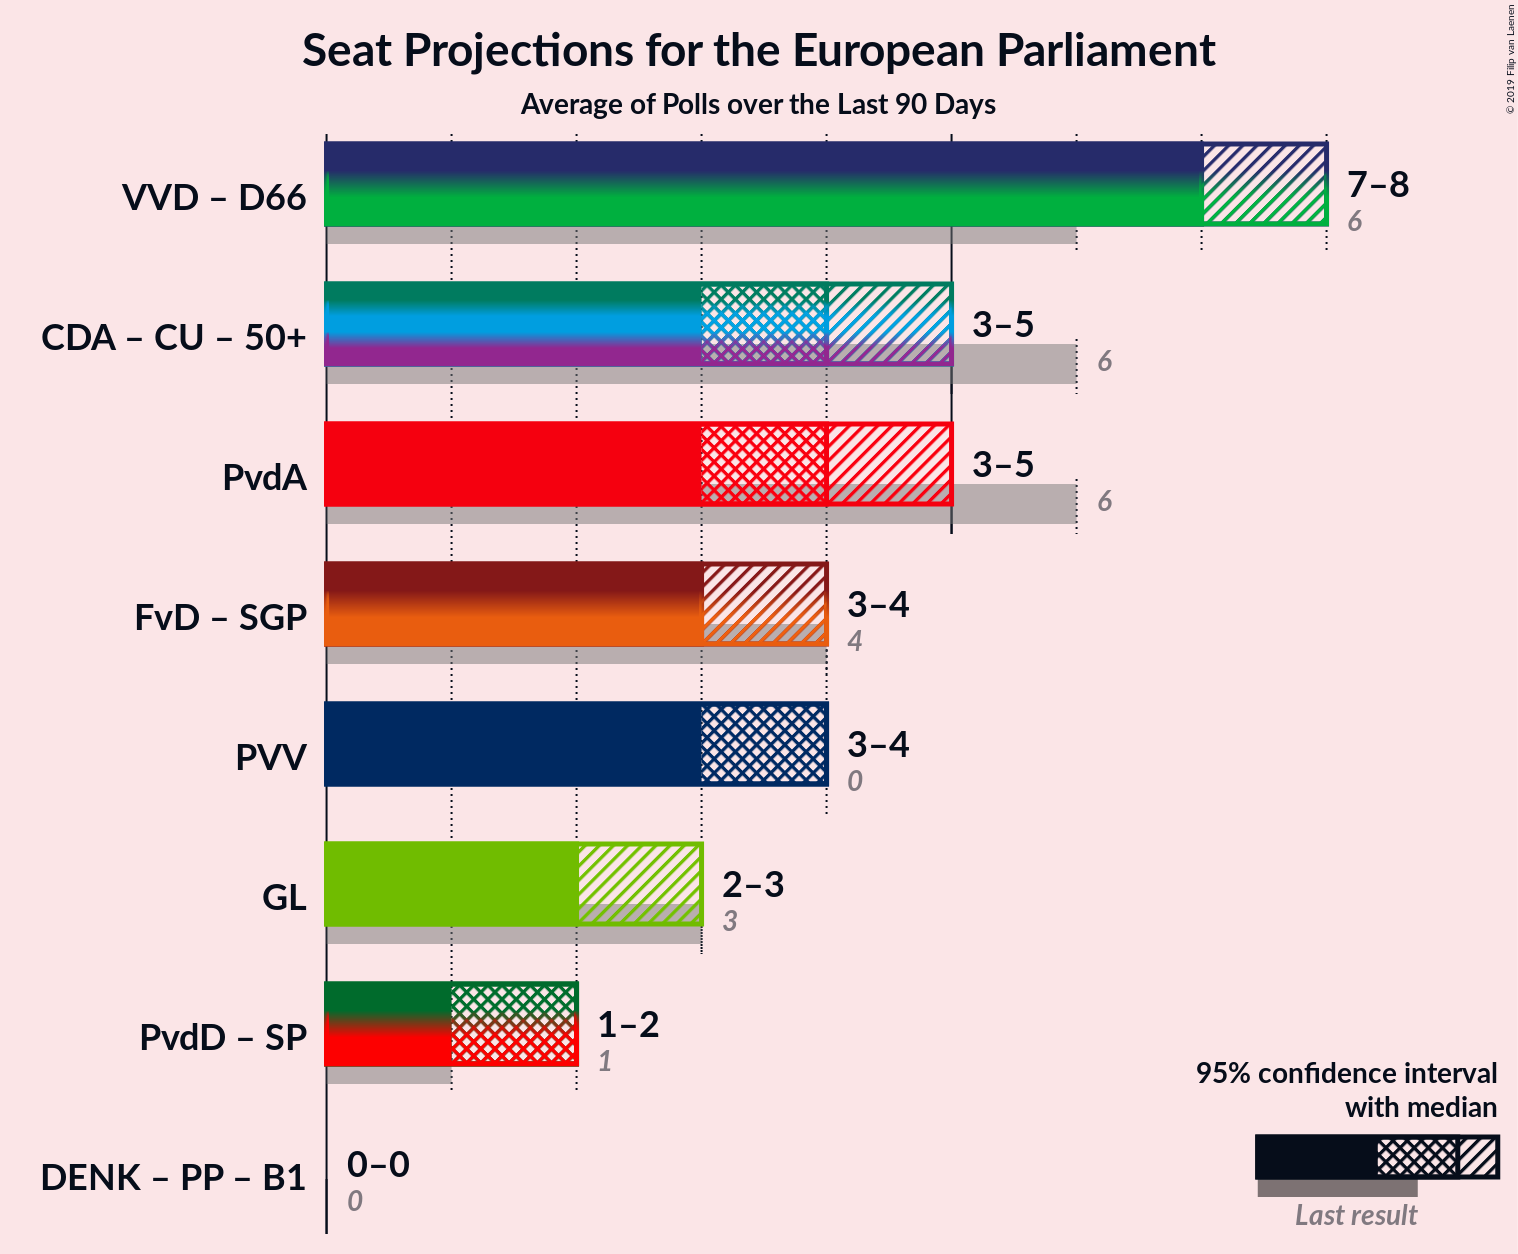 Seat Projections for the European Parliament
Average of Polls over the Last 90 Days
© 2019 Filip van Laenen
VVD – D66
7–8
6
CDA – CU – 50+
3–5
6
PvdA
3–5
6
FvD – SGP
3–4
4
PVV
3–4
0
GL
2–3
3
PvdD – SP
1–2
1
DENK – PP – B1
0–0
0
95% confidence interval
with median
Last result